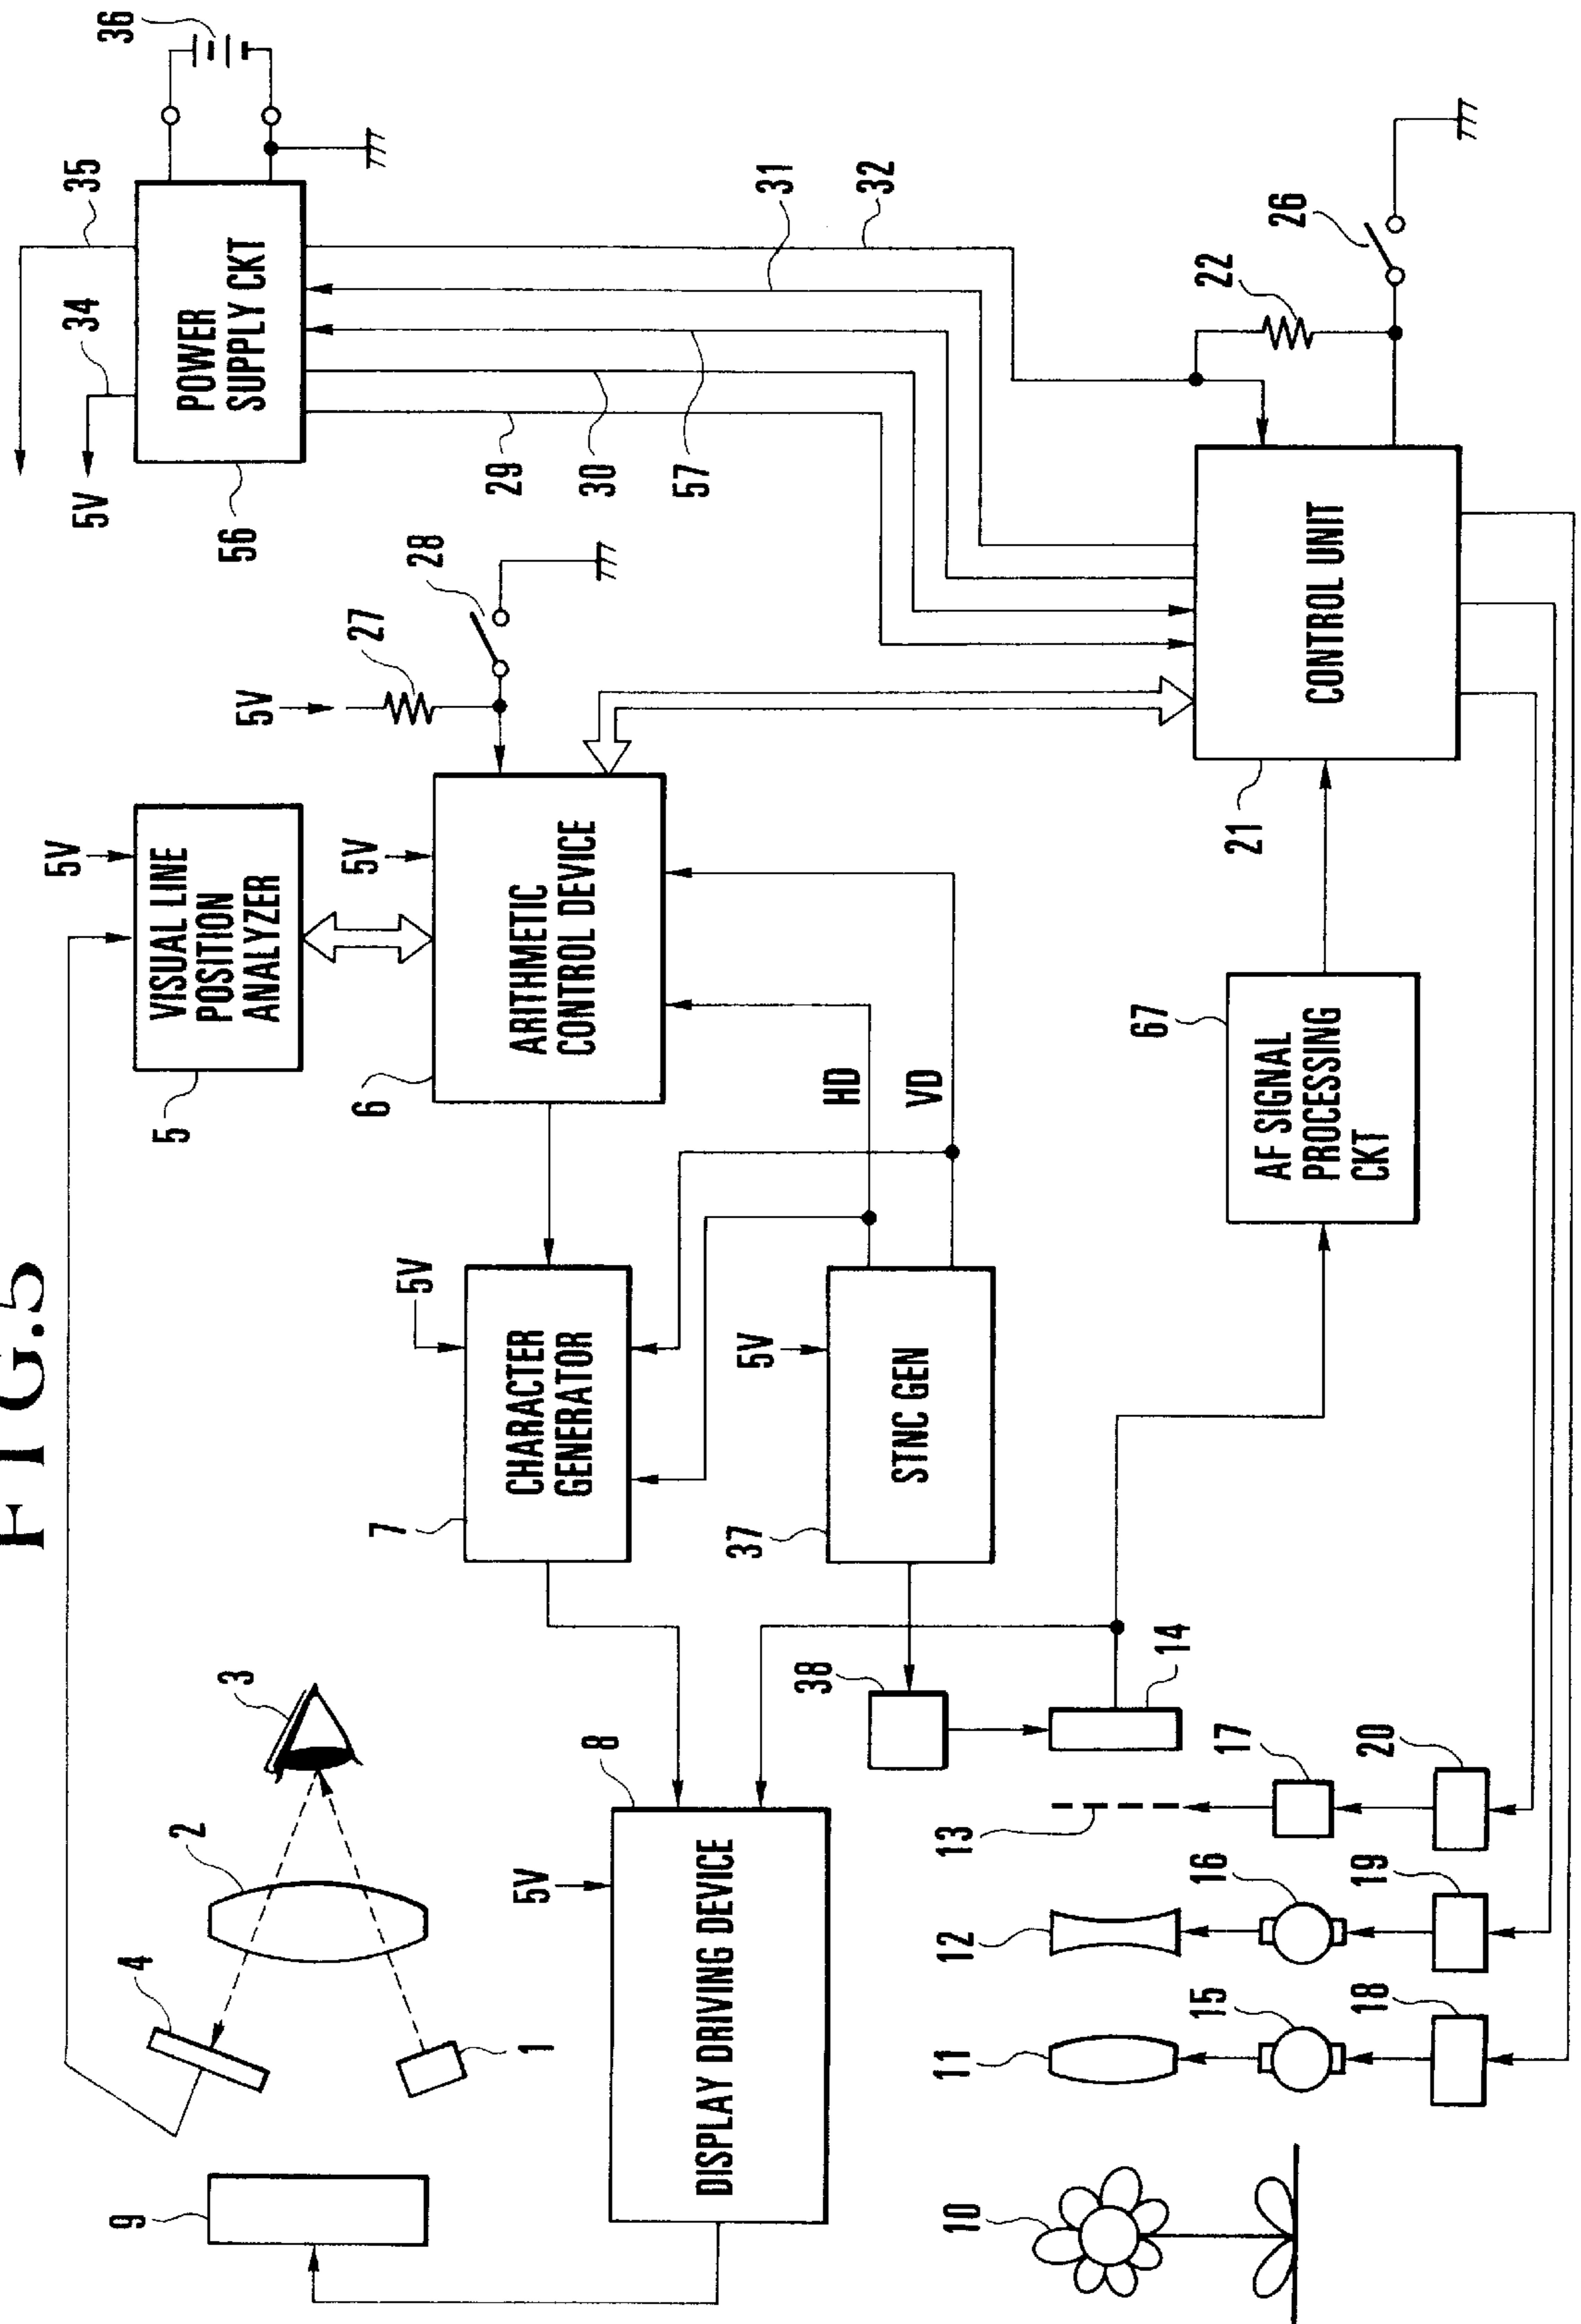 FIG.5
36
35
34
5V
POWER
SUPPLY CKT
56
31
32
29
30
57
26
22
28
27
5V
5V
VISUAL LINE
POSITION
ANALYZER
5
5V
ARITHMETIC
CONTROL DEVICE
6
CONTROL UNIT
21
HD
VD
67
AF SIGNAL
PROCESSING
CKT
5V
CHARACTER
GENERATOR
7
5V
STNC GEN
37
3
2
4
1
9
8
5V
DISPLAY DRIVING DEVICE
38
14
13
17
20
12
16
19
11
15
18
10